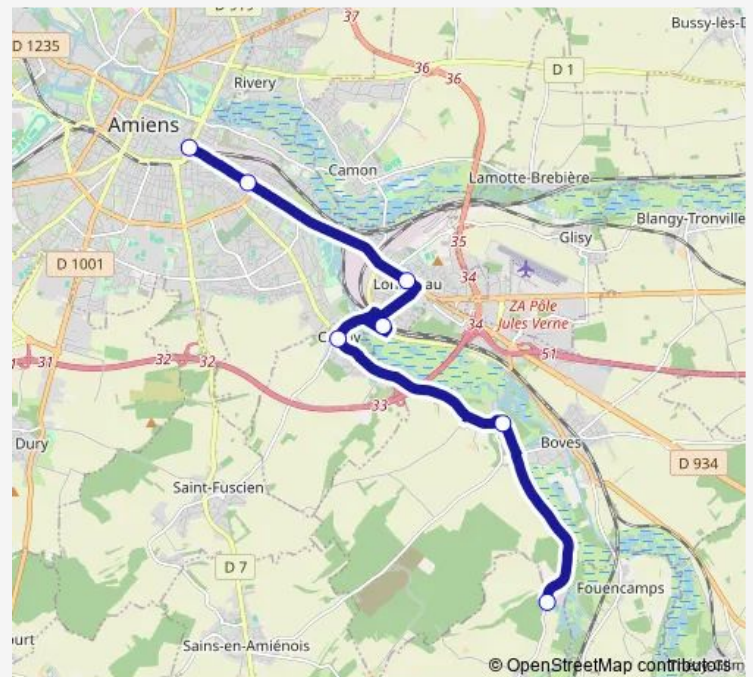 37
Bussy-lès-D
D 1235
36
36
D 1
Rivery
Amiens
Camon
Lamotte-Brebière
Blangy-Tronville
35
Glisy
D 1001
34
ZA Pôle
Jules Verne
34
31
32
32
51
33
Dury
Boves
D 934
Saint-Fuscien
D 7
Fouencamps
Sains-en-Amiénois
© OpenStreetMap contributors